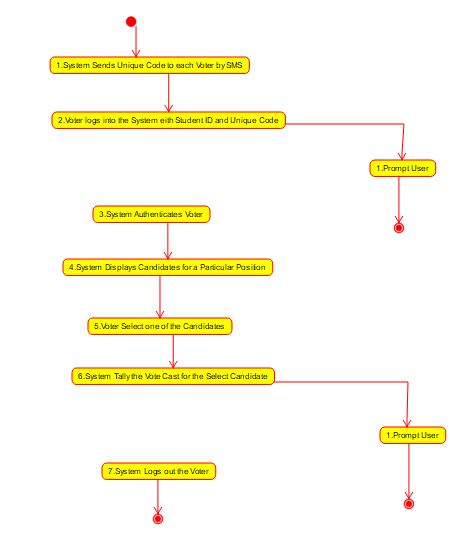 1.System Sends Unique Code to each Voter by SMS
2.Voter logs into the System eith Student ID and Unique Code
1.Prompt User
3.System Authenticates Voter
4.System Displays Candidates for a Particular Position
5.Voter Select one of the Candidates
6.System Tally the Vote Cast for the Select Candidate
1.Prompt User
7.System Logs out the Voter